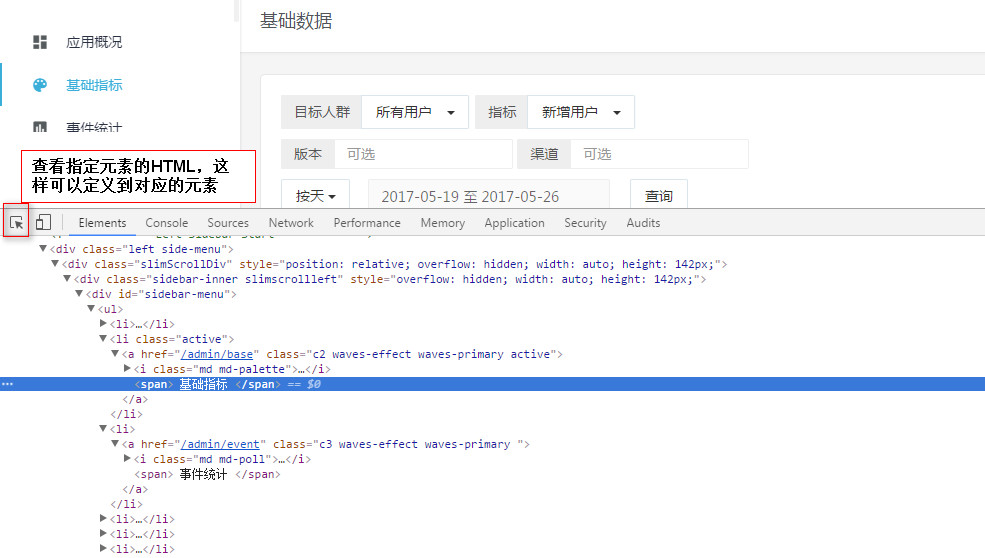 基础数据
应用概况
基础指标
事件统计
目标人群 所有用户 指标 新增用户
版本 可选 渠道 可选
按天 2017-05-19 至 2017-05-26 查询
查看指定元素的HTML，这
样可以定义到对应的元素
Elements Console Sources Network Performance Memory Application Security Audits
<div class="left side-menu">
<div class="slimScrollDiv" style="position: relative; overflow: hidden; width: auto; height: 142px;">
<div class="sidebar-inner slimscrollleft" style="overflow: hidden; width: auto; height: 142px;">
<div id="sidebar-menu">
<ul>
<li>…</li>
<li class="active">
<a href="/admin/base" class="c2 waves-effect waves-primary active">
<i class="md md-palette">…</i>
… <span> 基础指标 </span> == $0
</a>
</li>
<li>
<a href="/admin/event" class="c3 waves-effect waves-primary ">
<i class="md md-poll">…</i>
<span> 事件统计 </span>
</a>
</li>
<li>…</li>
<li>…</li>
<li>…</li>